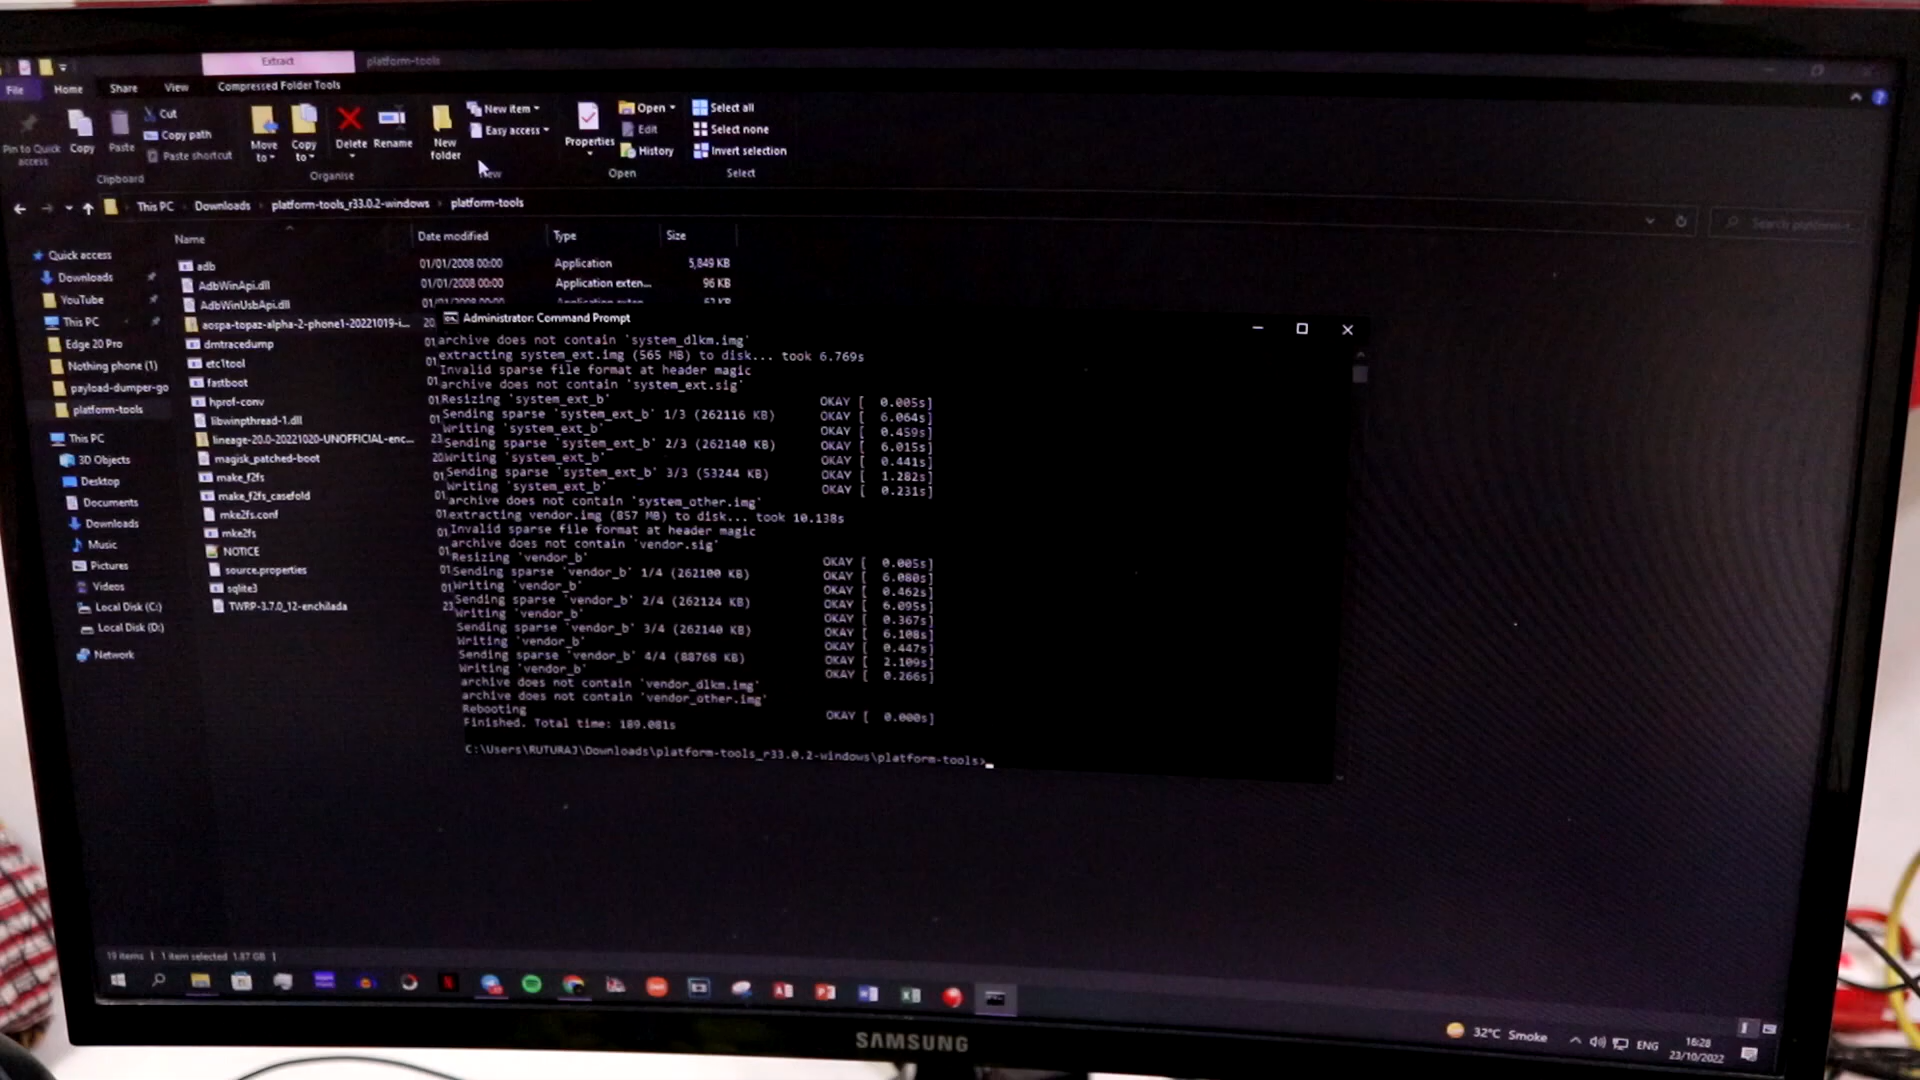 Extract platform-tools
File Home Share View Compressed Folder Tools
Pin to Quick access
Copy
Paste
Cut
Copy path
Paste shortcut
Clipboard
Move to
Copy to
Delete
Rename
Organise
New folder
New item
Easy access
New
Properties
Open
Edit
History
Open
Select all
Select none
Invert selection
Select
This PC › Downloads › platform-tools_r33.0.2-windows › platform-tools
Name Date modified Type Size
Quick access
Downloads
YouTube
This PC
Edge 20 Pro
Nothing phone (1)
payload-dumper-go
platform-tools
This PC
3D Objects
Desktop
Documents
Downloads
Music
Pictures
Videos
Local Disk (C:)
Local Disk (D:)
Network
adb 01/01/2008 00:00 Application 5,849 KB
AdbWinApi.dll 01/01/2008 00:00 Application exten... 96 KB
AdbWinUsbApi.dll
aospa-topaz-alpha-2-phone1-20221019-i...
dmtracedump
etc1tool
fastboot
hprof-conv
libwinpthread-1.dll
lineage-20.0-20221020-UNOFFICIAL-enc...
magisk_patched-boot
make_f2fs
make_f2fs_casefold
mke2fs.conf
mke2fs
NOTICE
source.properties
sqlite3
TWRP-3.7.0_12-enchilada
Administrator: Command Prompt
archive does not contain 'system_dlkm.img'
extracting system_ext.img (565 MB) to disk... took 6.769s
Invalid sparse file format at header magic
archive does not contain 'system_ext.sig'
Resizing 'system_ext_b' OKAY [ 0.005s]
Sending sparse 'system_ext_b' 1/3 (262116 KB) OKAY [ 6.064s]
Writing 'system_ext_b' OKAY [ 0.459s]
Sending sparse 'system_ext_b' 2/3 (262140 KB) OKAY [ 6.015s]
Writing 'system_ext_b' OKAY [ 0.441s]
Sending sparse 'system_ext_b' 3/3 (53244 KB) OKAY [ 1.282s]
Writing 'system_ext_b' OKAY [ 0.231s]
archive does not contain 'system_other.img'
extracting vendor.img (857 MB) to disk... took 10.138s
Invalid sparse file format at header magic
archive does not contain 'vendor.sig'
Resizing 'vendor_b' OKAY [ 0.005s]
Sending sparse 'vendor_b' 1/4 (262100 KB) OKAY [ 6.080s]
Writing 'vendor_b' OKAY [ 0.462s]
Sending sparse 'vendor_b' 2/4 (262124 KB) OKAY [ 6.095s]
Writing 'vendor_b' OKAY [ 0.367s]
Sending sparse 'vendor_b' 3/4 (262140 KB) OKAY [ 6.108s]
Writing 'vendor_b' OKAY [ 0.447s]
Sending sparse 'vendor_b' 4/4 (88768 KB) OKAY [ 2.109s]
Writing 'vendor_b' OKAY [ 0.266s]
archive does not contain 'vendor_dlkm.img'
archive does not contain 'vendor_other.img'
Rebooting OKAY [ 0.000s]
Finished. Total time: 189.081s
C:\Users\RUTURAJ\Downloads\platform-tools_r33.0.2-windows\platform-tools>
19 items 1 item selected 1.87 GB
32°C Smoke ENG 16:28
23/10/2022
SAMSUNG